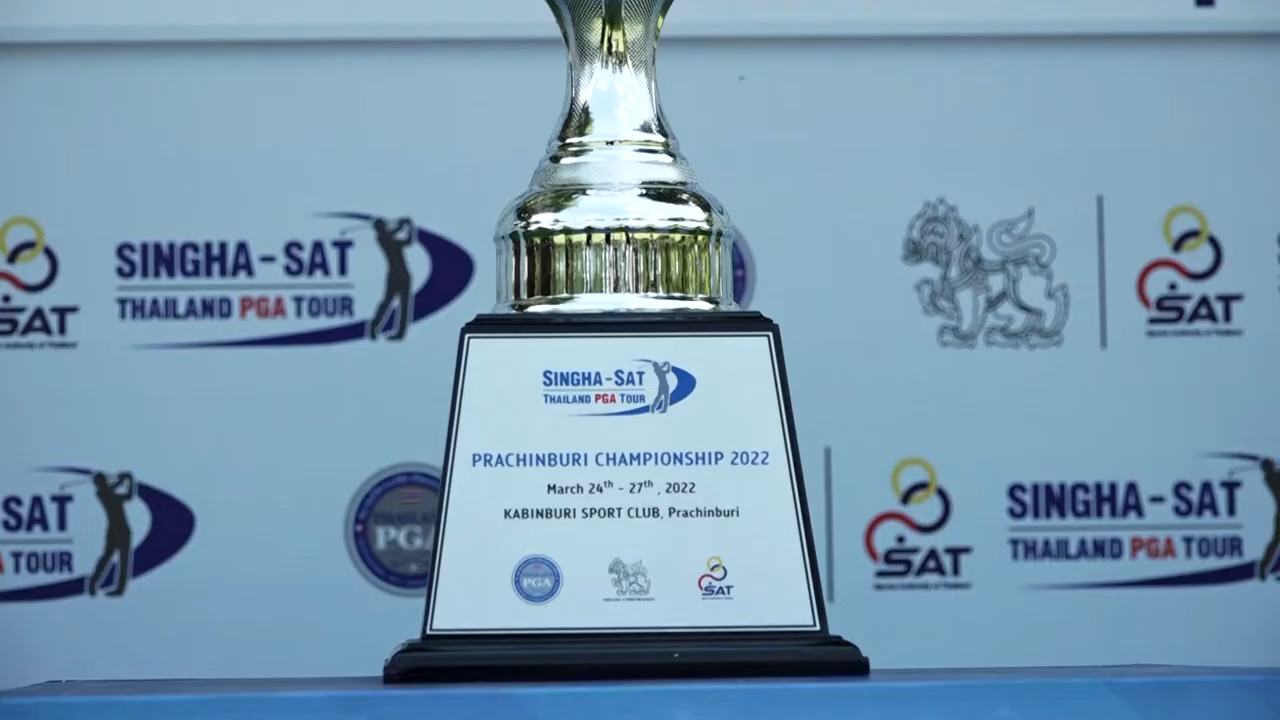 SINGHA-SAT
THAILAND PGA TOUR
SAT
SAT
SINGHA-SAT
THAILAND PGA TOUR
PRACHINBURI CHAMPIONSHIP 2022
March 24th - 27th , 2022
KABINBURI SPORT CLUB, Prachinburi
PGA
SAT
SAT
TOUR
PG
SAT
SINGHA-SAT
THAILAND PGA TOUR